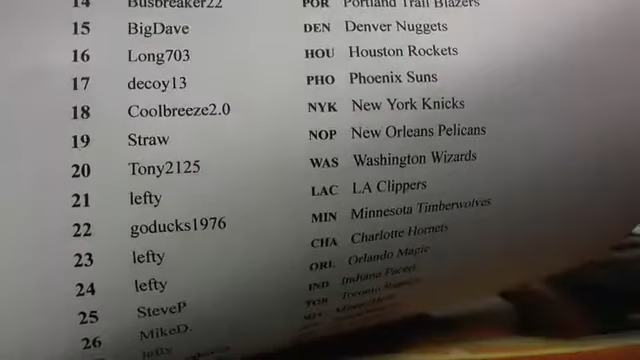 14 Busbreaker22 POR Portland Trail Blazers
15 BigDave DEN Denver Nuggets
16 Long703 HOU Houston Rockets
17 decoy13 PHO Phoenix Suns
18 Coolbreeze2.0 NYK New York Knicks
19 Straw NOP New Orleans Pelicans
20 Tony2125 WAS Washington Wizards
21 lefty LAC LA Clippers
22 goducks1976 MIN Minnesota Timberwolves
23 lefty CHA Charlotte Hornets
24 lefty ORL Orlando Magic
25 SteveP IND Indiana Pacers
26 MikeD. TOR Toronto
lefty